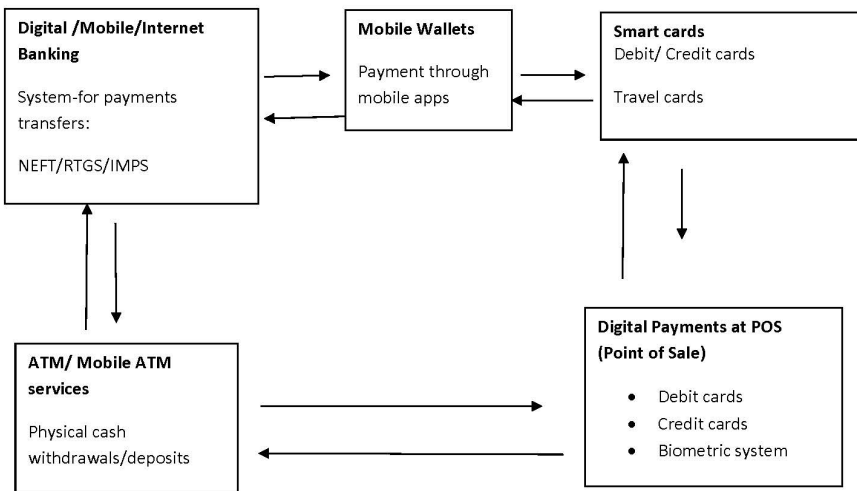 Digital /Mobile/Internet
Banking
System-for payments
transfers:
NEFT/RTGS/IMPS
Mobile Wallets
Payment through
mobile apps
Smart cards
Debit/ Credit cards
Travel cards
ATM/ Mobile ATM
services
Physical cash
withdrawals/deposits
Digital Payments at POS
(Point of Sale)
• Debit cards
• Credit cards
• Biometric system